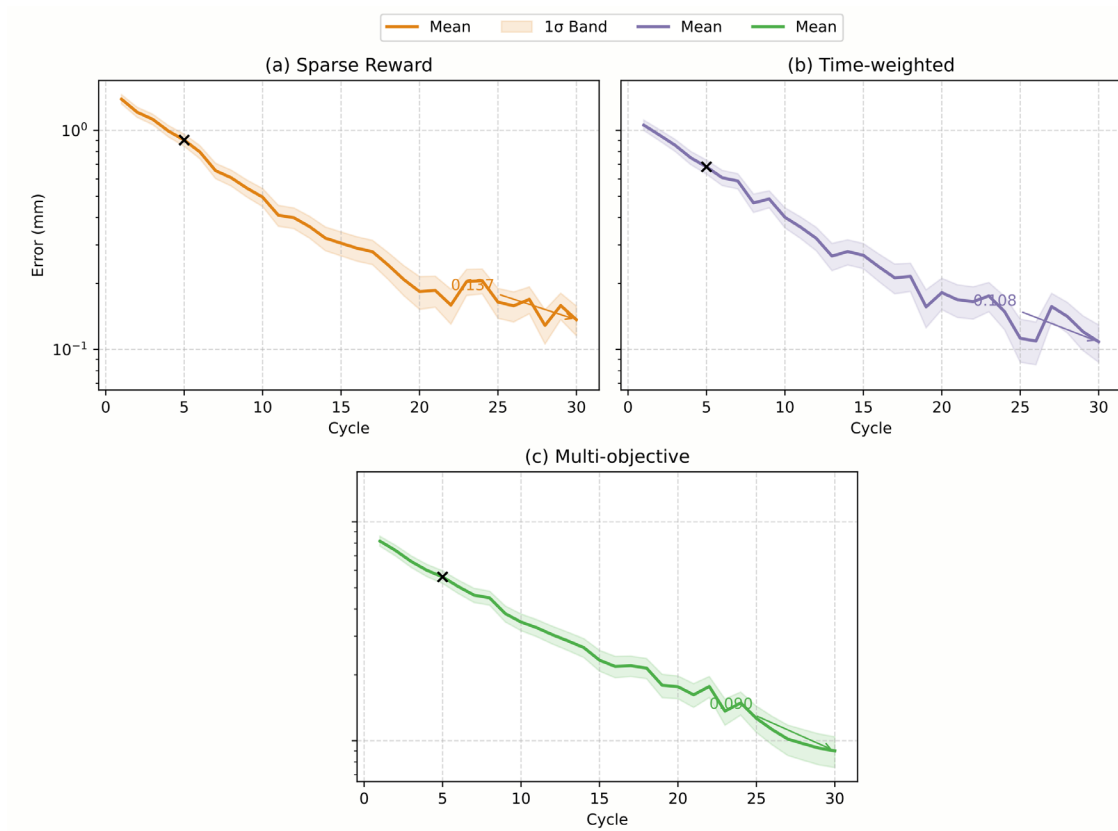 Mean 1σ Band Mean Mean
(a) Sparse Reward
(b) Time-weighted
Error (mm)
10⁰
10⁻¹
0.137
0.108
0 5 10 15 20 25 30
0 5 10 15 20 25 30
Cycle
Cycle
(c) Multi-objective
0.090
0 5 10 15 20 25 30
Cycle